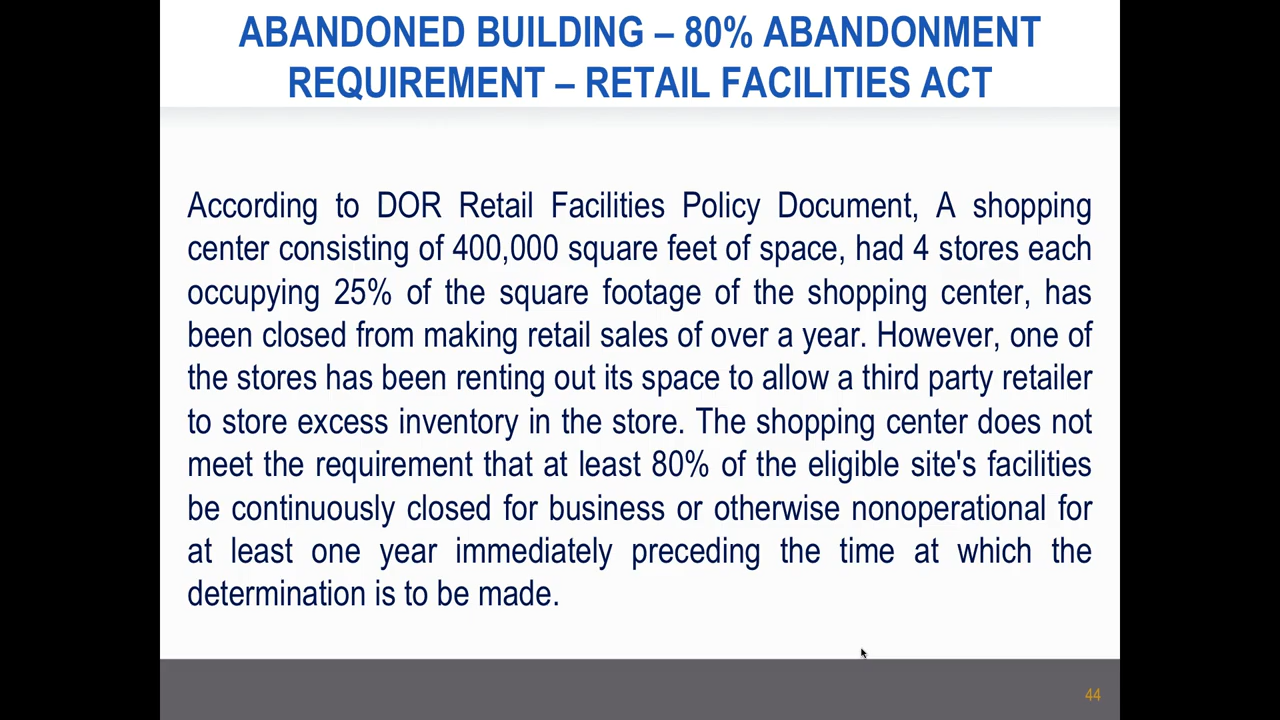 ABANDONED BUILDING – 80% ABANDONMENT
REQUIREMENT – RETAIL FACILITIES ACT
According to DOR Retail Facilities Policy Document, A shopping
center consisting of 400,000 square feet of space, had 4 stores each
occupying 25% of the square footage of the shopping center, has
been closed from making retail sales of over a year. However, one of
the stores has been renting out its space to allow a third party retailer
to store excess inventory in the store. The shopping center does not
meet the requirement that at least 80% of the eligible site's facilities
be continuously closed for business or otherwise nonoperational for
at least one year immediately preceding the time at which the
determination is to be made.
44